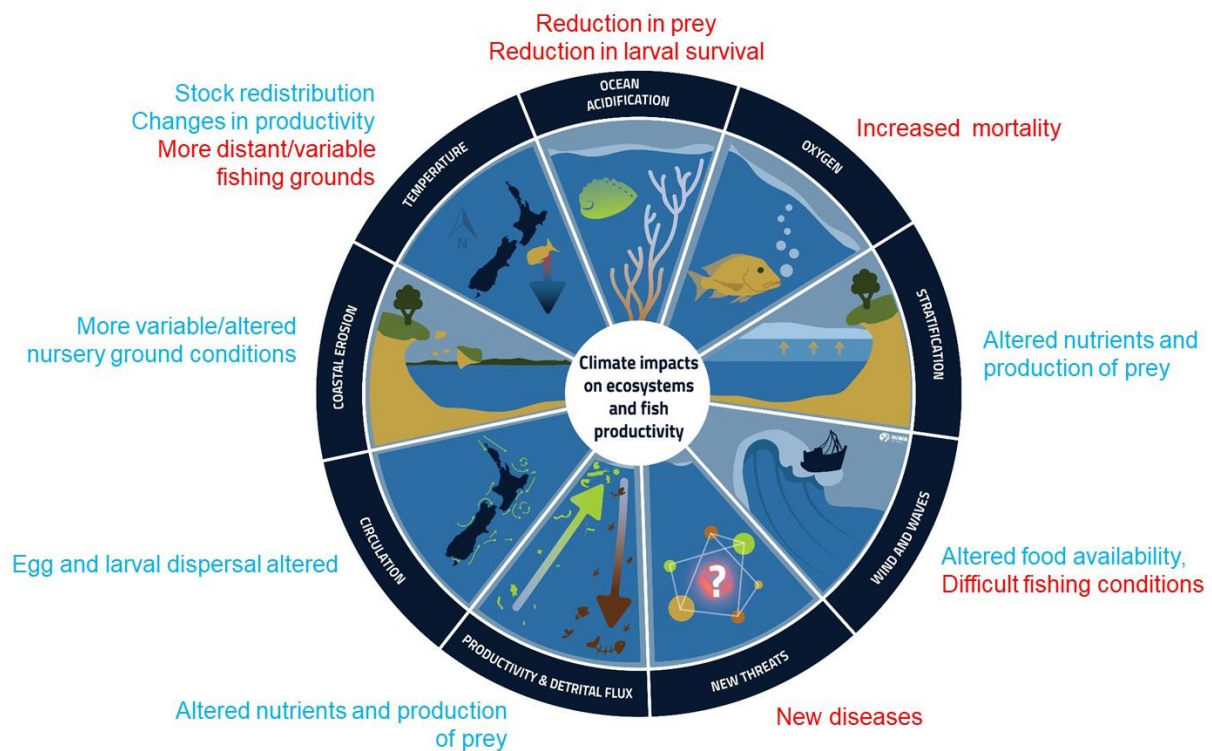 Reduction in prey
Reduction in larval survival
Stock redistribution
Changes in productivity
More distant/variable
fishing grounds
Increased mortality
More variable/altered
nursery ground conditions
Altered nutrients and
production of prey
Egg and larval dispersal altered
Altered food availability,
Difficult fishing conditions
Altered nutrients and production
of prey
New diseases
OCEAN
ACIDIFICATION
OXYGEN
STRATIFICATION
WIND AND WAVES
NEW THREATS
PRODUCTIVITY & DETRITAL FLUX
CIRCULATION
COASTAL EROSION
TEMPERATURE
N
?
NIWA
Climate impacts
on ecosystems
and fish
productivity